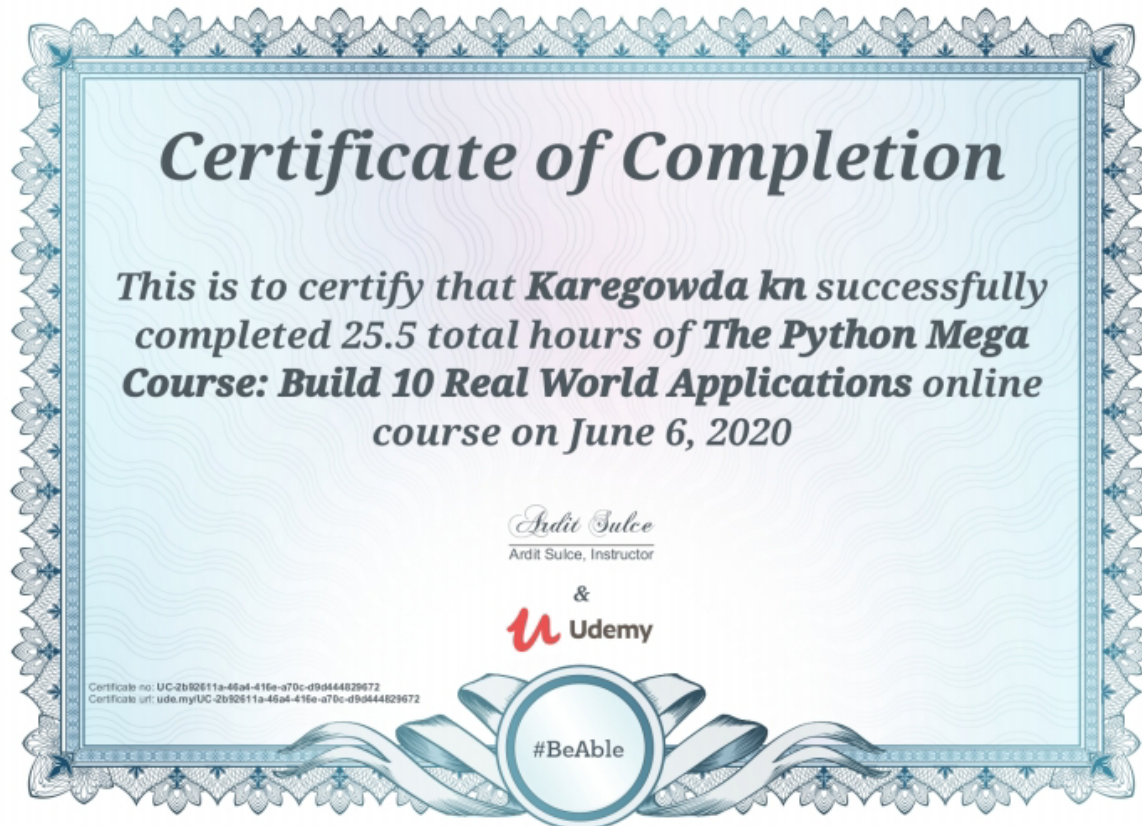 Certificate of Completion
This is to certify that Karegowda kn successfully
completed 25.5 total hours of The Python Mega
Course: Build 10 Real World Applications online
course on June 6, 2020
Ardit Sulce
Ardit Sulce, Instructor
&
Udemy
Certificate no: UC-2b92611a-46a4-416e-a70c-d9d444829672
Certificate url: ude.my/UC-2b92611a-46a4-416e-a70c-d9d444829672
#BeAble